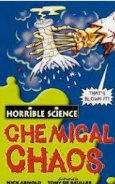 THAT'S
BLOWN IT!
HORRIBLE SCIENCE
CHEMICAL
CHAOS
NICK ARNOLD
TONY DE SAULLES